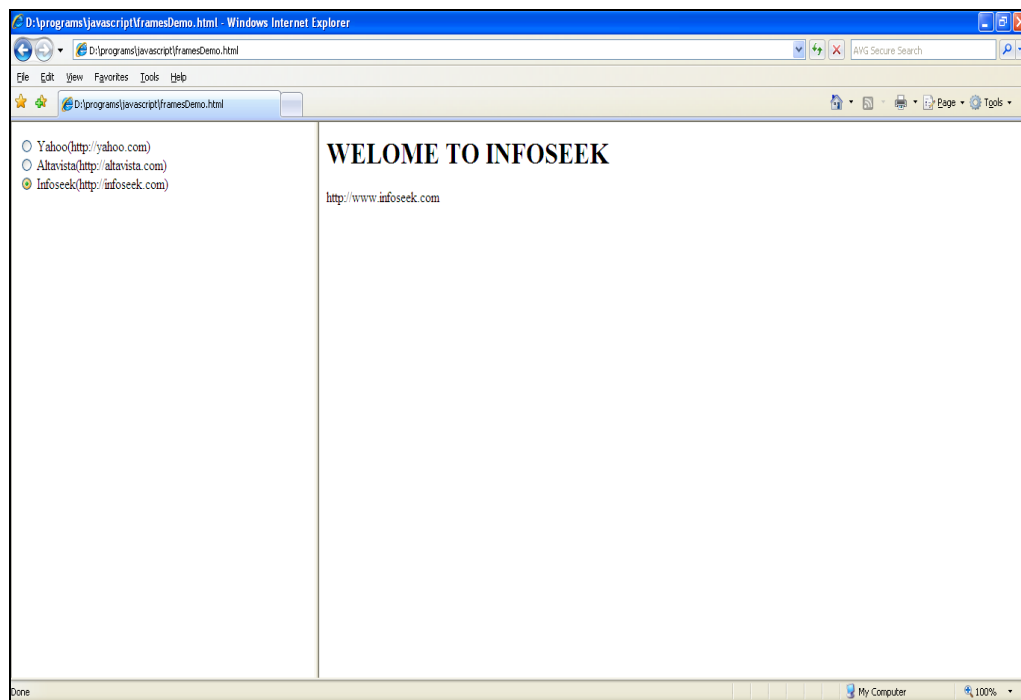 D:\programs\javascript\framesDemo.html - Windows Internet Explorer
D:\programs\javascript\framesDemo.html
AVG Secure Search
File Edit View Favorites Tools Help
D:\programs\javascript\framesDemo.html
Page Tools
Yahoo(http://yahoo.com)
Altavista(http://altavista.com)
Infoseek(http://infoseek.com)
WELOME TO INFOSEEK
http://www.infoseek.com
Done
My Computer
100%